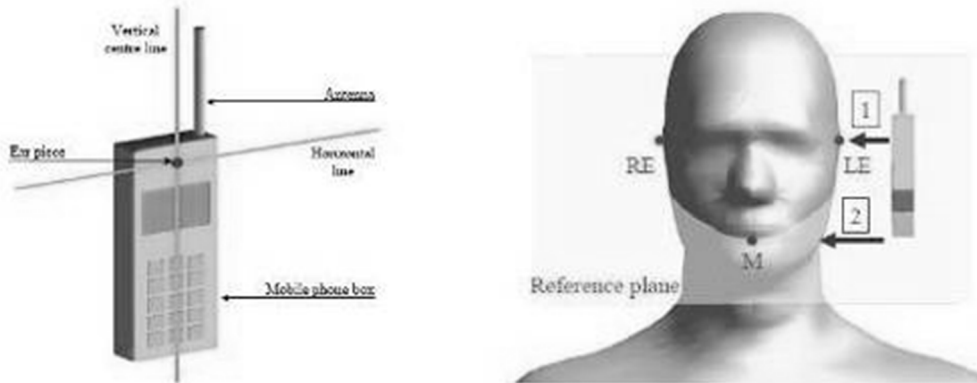 Vertical
centre line
Antenna
Ear piece
Horizontal
line
Mobile phone box
1
RE
LE
2
M
Reference plane